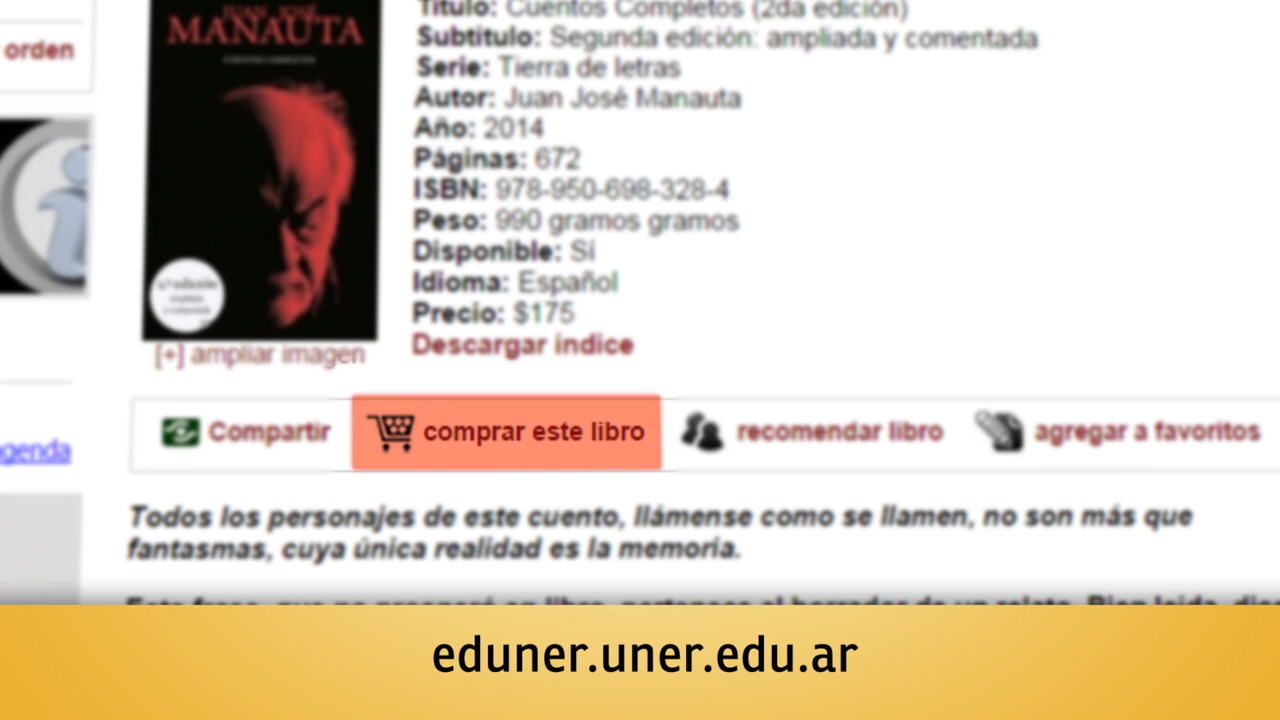 Título: Cuentos Completos (2da edición)
JUAN JOSÉ
MANAUTA
Subtítulo: Segunda edición: ampliada y comentada
orden
Serie: Tierra de letras
Autor: Juan José Manauta
Año: 2014
Páginas: 672
ISBN: 978-950-698-328-4
Peso: 990 gramos gramos
Disponible: Sí
Idioma: Español
Precio: $175
Descargar índice
[+] ampliar imagen
Compartir
comprar este libro
recomendar libro
agregar a favoritos
genda
Todos los personajes de este cuento, llámense como se llamen, no son más que
fantasmas, cuya única realidad es la memoria.
eduner.uner.edu.ar